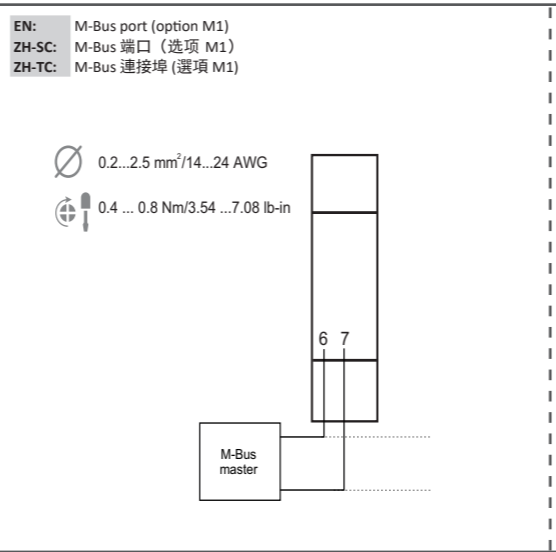 EN: M-Bus port (option M1)
ZH-SC: M-Bus 端口（选项 M1）
ZH-TC: M-Bus 連接埠 (選項 M1)
0.2...2.5 mm²/14...24 AWG
0.4 ... 0.8 Nm/3.54 ...7.08 lb-in
6 7
M-Bus
master